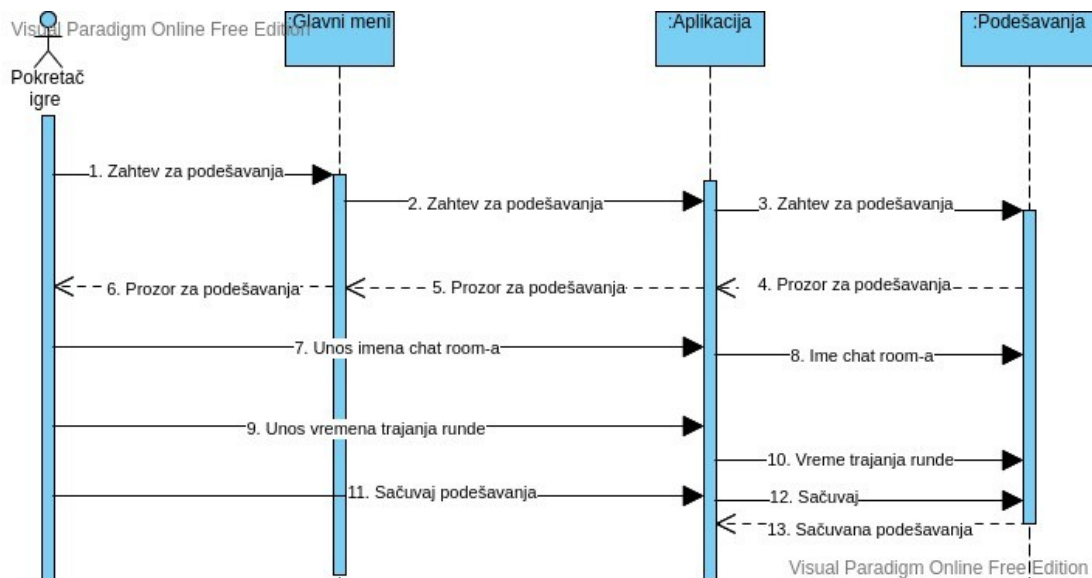 Visual Paradigm Online Free Edition
:Glavni meni
:Aplikacija
:Podešavanja
Pokretač
igre
1. Zahtev za podešavanja
2. Zahtev za podešavanja
3. Zahtev za podešavanja
6. Prozor za podešavanja
5. Prozor za podešavanja
4. Prozor za podešavanja
7. Unos imena chat room-a
8. Ime chat room-a
9. Unos vremena trajanja runde
10. Vreme trajanja runde
11. Sačuvaj podešavanja
12. Sačuvaj
13. Sačuvana podešavanja
Visual Paradigm Online Free Edition